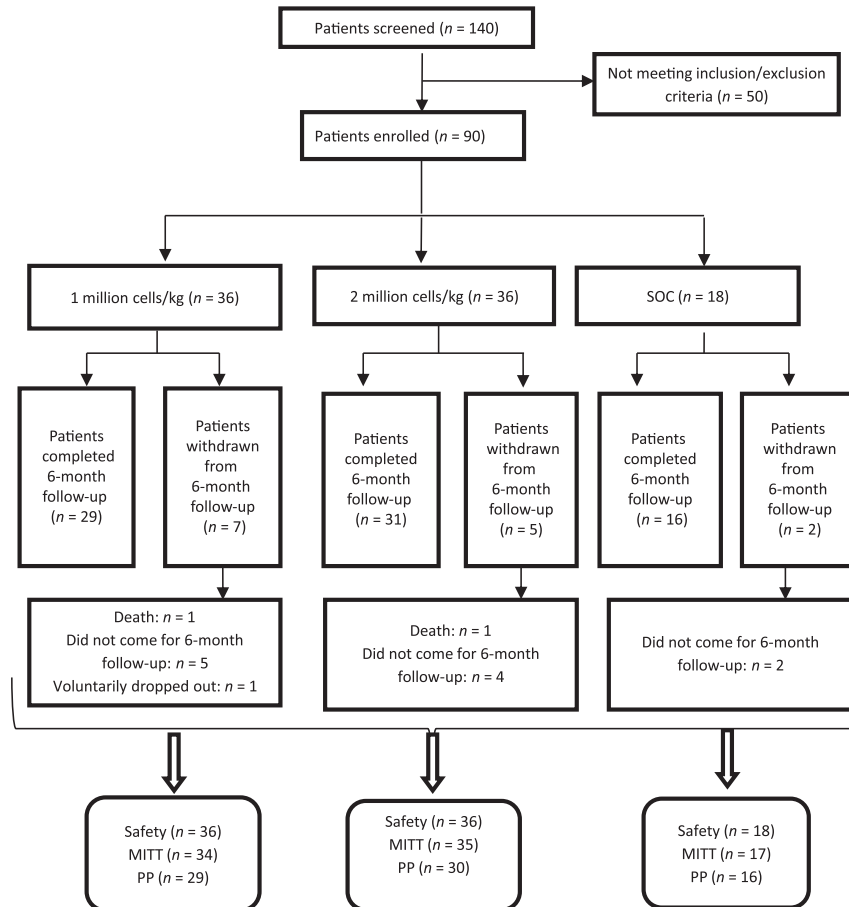 Patients screened (n = 140)
Not meeting inclusion/exclusion
criteria (n = 50)
Patients enrolled (n = 90)
1 million cells/kg (n = 36)
2 million cells/kg (n = 36)
SOC (n = 18)
Patients
completed
6-month
follow-up
(n = 29)
Patients
withdrawn
from
6-month
follow-up
(n = 7)
Patients
completed
6-month
follow-up
(n = 31)
Patients
withdrawn
from
6-month
follow-up
(n = 5)
Patients
completed
6-month
follow-up
(n = 16)
Patients
withdrawn
from
6-month
follow-up
(n = 2)
Death: n = 1
Did not come for 6-month
follow-up: n = 5
Voluntarily dropped out: n = 1
Death: n = 1
Did not come for 6-month
follow-up: n = 4
Did not come for 6-month
follow-up: n = 2
Safety (n = 36)
MITT (n = 34)
PP (n = 29)
Safety (n = 36)
MITT (n = 35)
PP (n = 30)
Safety (n = 18)
MITT (n = 17)
PP (n = 16)